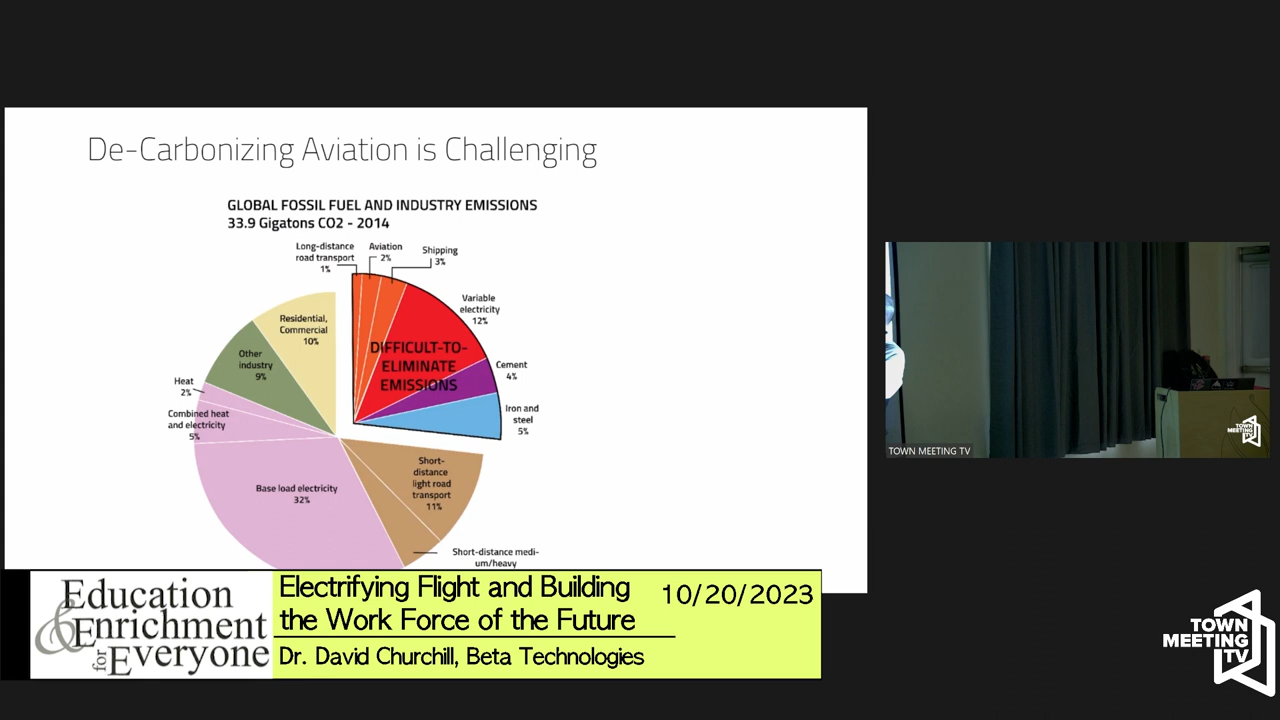 De-Carbonizing Aviation is Challenging
GLOBAL FOSSIL FUEL AND INDUSTRY EMISSIONS
33.9 Gigatons CO2 - 2014
Long-distance
road transport
1%
Aviation
2%
Shipping
3%
Variable
electricity
12%
DIFFICULT-TO-
ELIMINATE
EMISSIONS
Cement
4%
Iron and
steel
5%
Residential,
Commercial
10%
Other
industry
9%
Heat
2%
Combined heat
and electricity
5%
Base load electricity
32%
Short-
distance
light road
transport
11%
Short-distance medi-
um/heavy
TOWN MEETING TV
TOWN
MEETING
TV
Education
& Enrichment
for Everyone
Electrifying Flight and Building
the Work Force of the Future
10/20/2023
Dr. David Churchill, Beta Technologies
TOWN
MEETING
TV